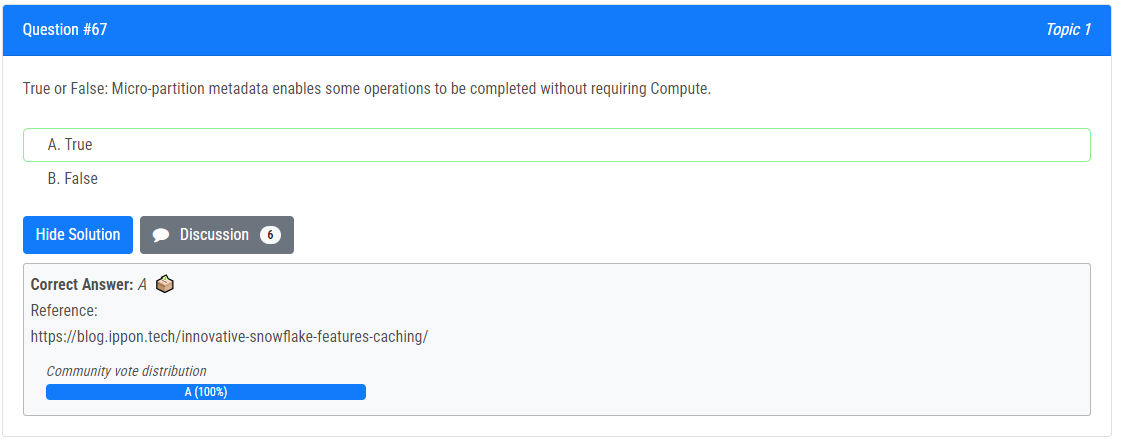 Question #67
Topic 1
True or False: Micro-partition metadata enables some operations to be completed without requiring Compute.
A. True
B. False
Hide Solution
Discussion 6
Correct Answer: A
Reference:
https://blog.ippon.tech/innovative-snowflake-features-caching/
Community vote distribution
A (100%)